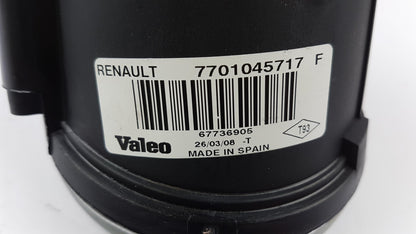 RENAULT 7701045717 F
67736905
Valeo 26/03/08 -T T93
MADE IN SPAIN